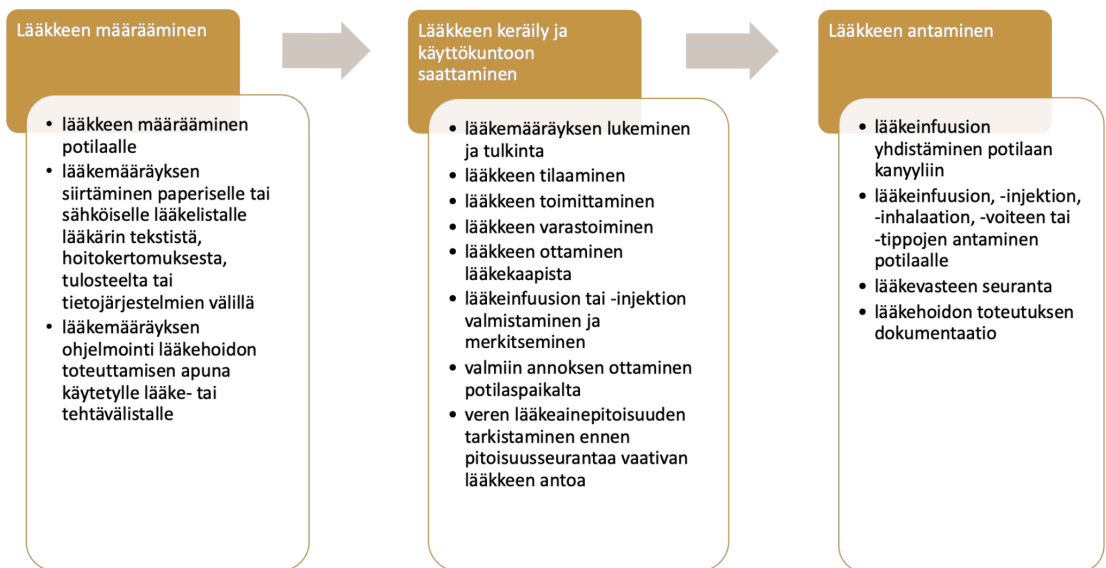 Lääkkeen määrääminen
• lääkkeen määrääminen
potilaalle
• lääkemääräyksen
siirtäminen paperiselle tai
sähköiselle lääkelistalle
lääkärin tekstistä,
hoitokertomuksesta,
tulosteelta tai
tietojärjestelmien välillä
• lääkemääräyksen
ohjelmointi lääkehoidon
toteuttamisen apuna
käytetylle lääke- tai
tehtävälistalle
Lääkkeen keräily ja
käyttökuntoon
saattaminen
• lääkemääräyksen lukeminen
ja tulkinta
• lääkkeen tilaaminen
• lääkkeen toimittaminen
• lääkkeen varastoiminen
• lääkkeen ottaminen
lääkekaapista
• lääkeinfuusion tai -injektion
valmistaminen ja
merkitseminen
• valmiin annoksen ottaminen
potilaspaikalta
• veren lääkeainepitoisuuden
tarkistaminen ennen
pitoisuusseurantaa vaativan
lääkkeen antoa
Lääkkeen antaminen
• lääkeinfuusion
yhdistäminen potilaan
kanyyliin
• lääkeinfuusion, -injektion,
-inhalaation, -voiteen tai
-tippojen antaminen
potilaalle
• lääkevasteen seuranta
• lääkehoidon toteutuksen
dokumentaatio